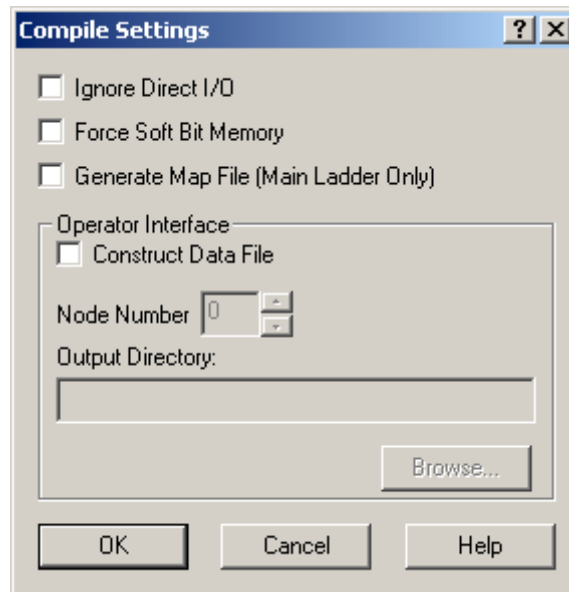 Compile Settings
Ignore Direct I/O
Force Soft Bit Memory
Generate Map File (Main Ladder Only)
Operator Interface
Construct Data File
Node Number 0
Output Directory:
Browse...
OK Cancel Help